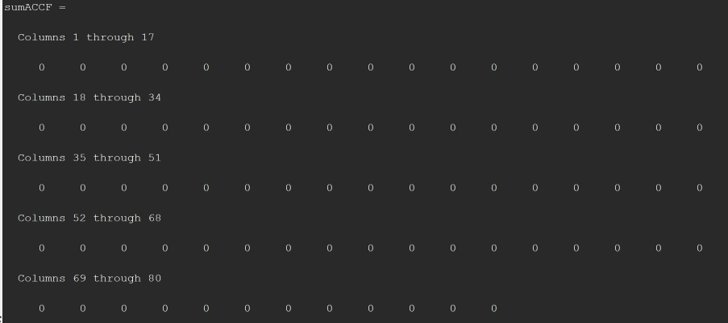 sumACCF =
Columns 1 through 17
0 0 0 0 0 0 0 0 0 0 0 0 0 0 0 0 0
Columns 18 through 34
0 0 0 0 0 0 0 0 0 0 0 0 0 0 0 0 0
Columns 35 through 51
0 0 0 0 0 0 0 0 0 0 0 0 0 0 0 0 0
Columns 52 through 68
0 0 0 0 0 0 0 0 0 0 0 0 0 0 0 0 0
Columns 69 through 80
0 0 0 0 0 0 0 0 0 0 0 0